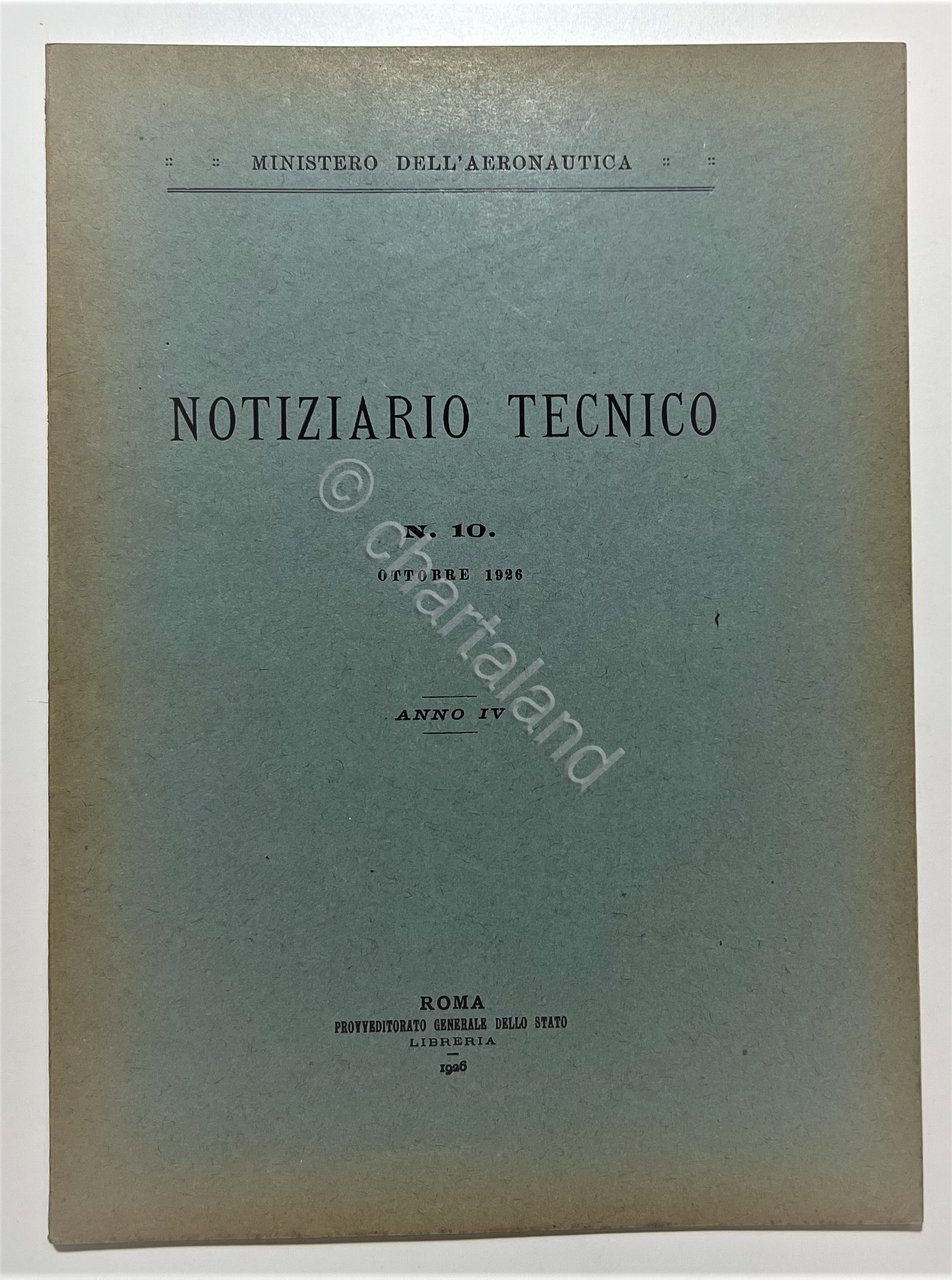 :: :: MINISTERO DELL'AERONAUTICA :: ::
NOTIZIARIO TECNICO
N. 10.
OTTOBRE 1926
ANNO IV
© chartaland
ROMA
PROVVEDITORATO GENERALE DELLO STATO
LIBRERIA
1926